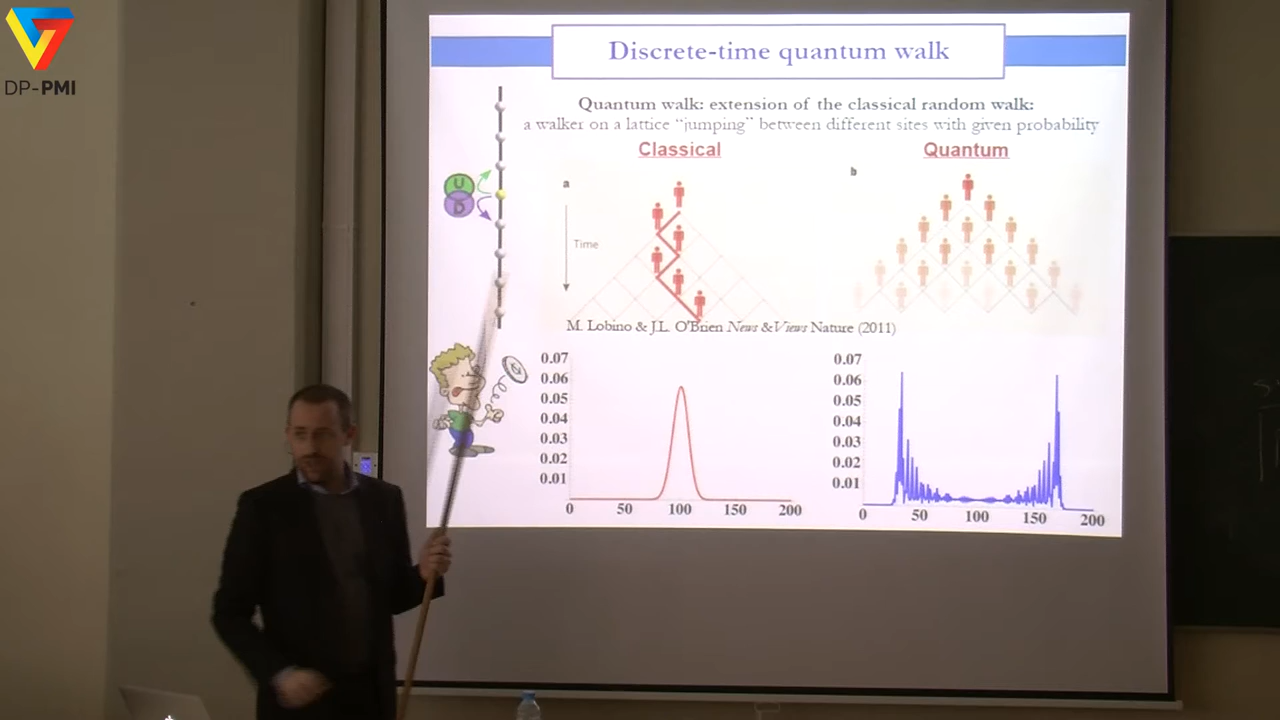 DP-PMI
Discrete-time quantum walk
Quantum walk: extension of the classical random walk:
a walker on a lattice "jumping" between different sites with given probability
Classical
Quantum
a
b
U
D
Time
M. Lobino & J.L. O'Brien News & Views Nature (2011)
0.07
0.06
0.05
0.04
0.03
0.02
0.01
0 50 100 150 200
0.07
0.06
0.05
0.04
0.03
0.02
0.01
0 50 100 150 200